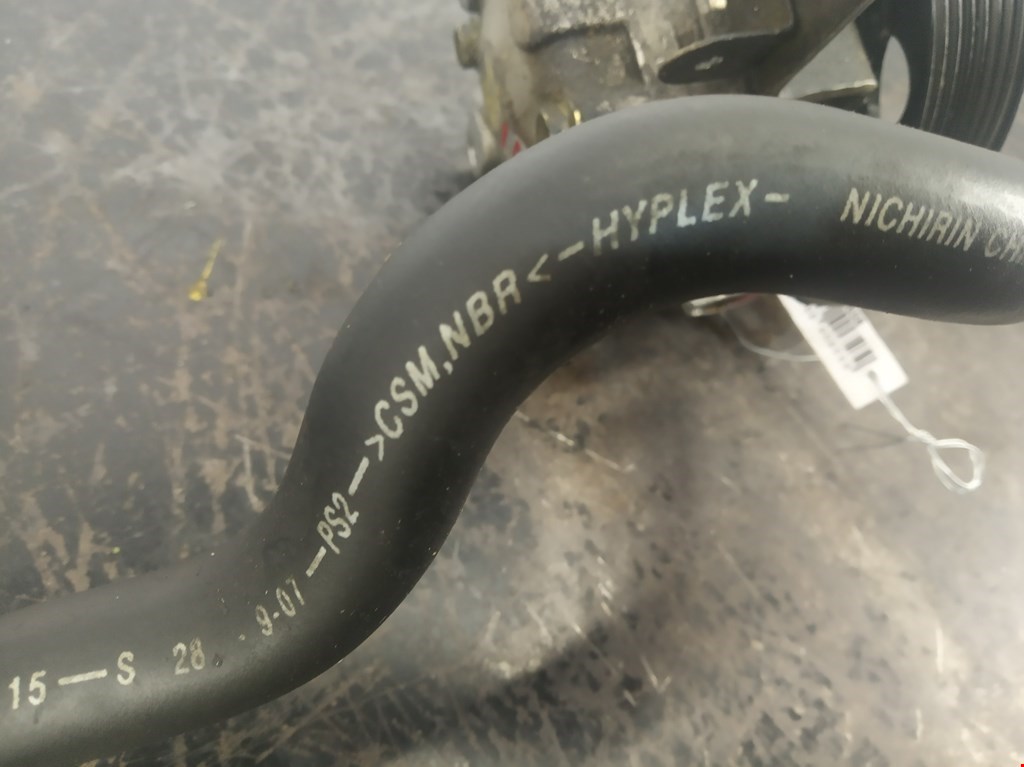 15—S 28 9-07—PS2—>CSM,NBR<—HYPLEX- NICHIRIN